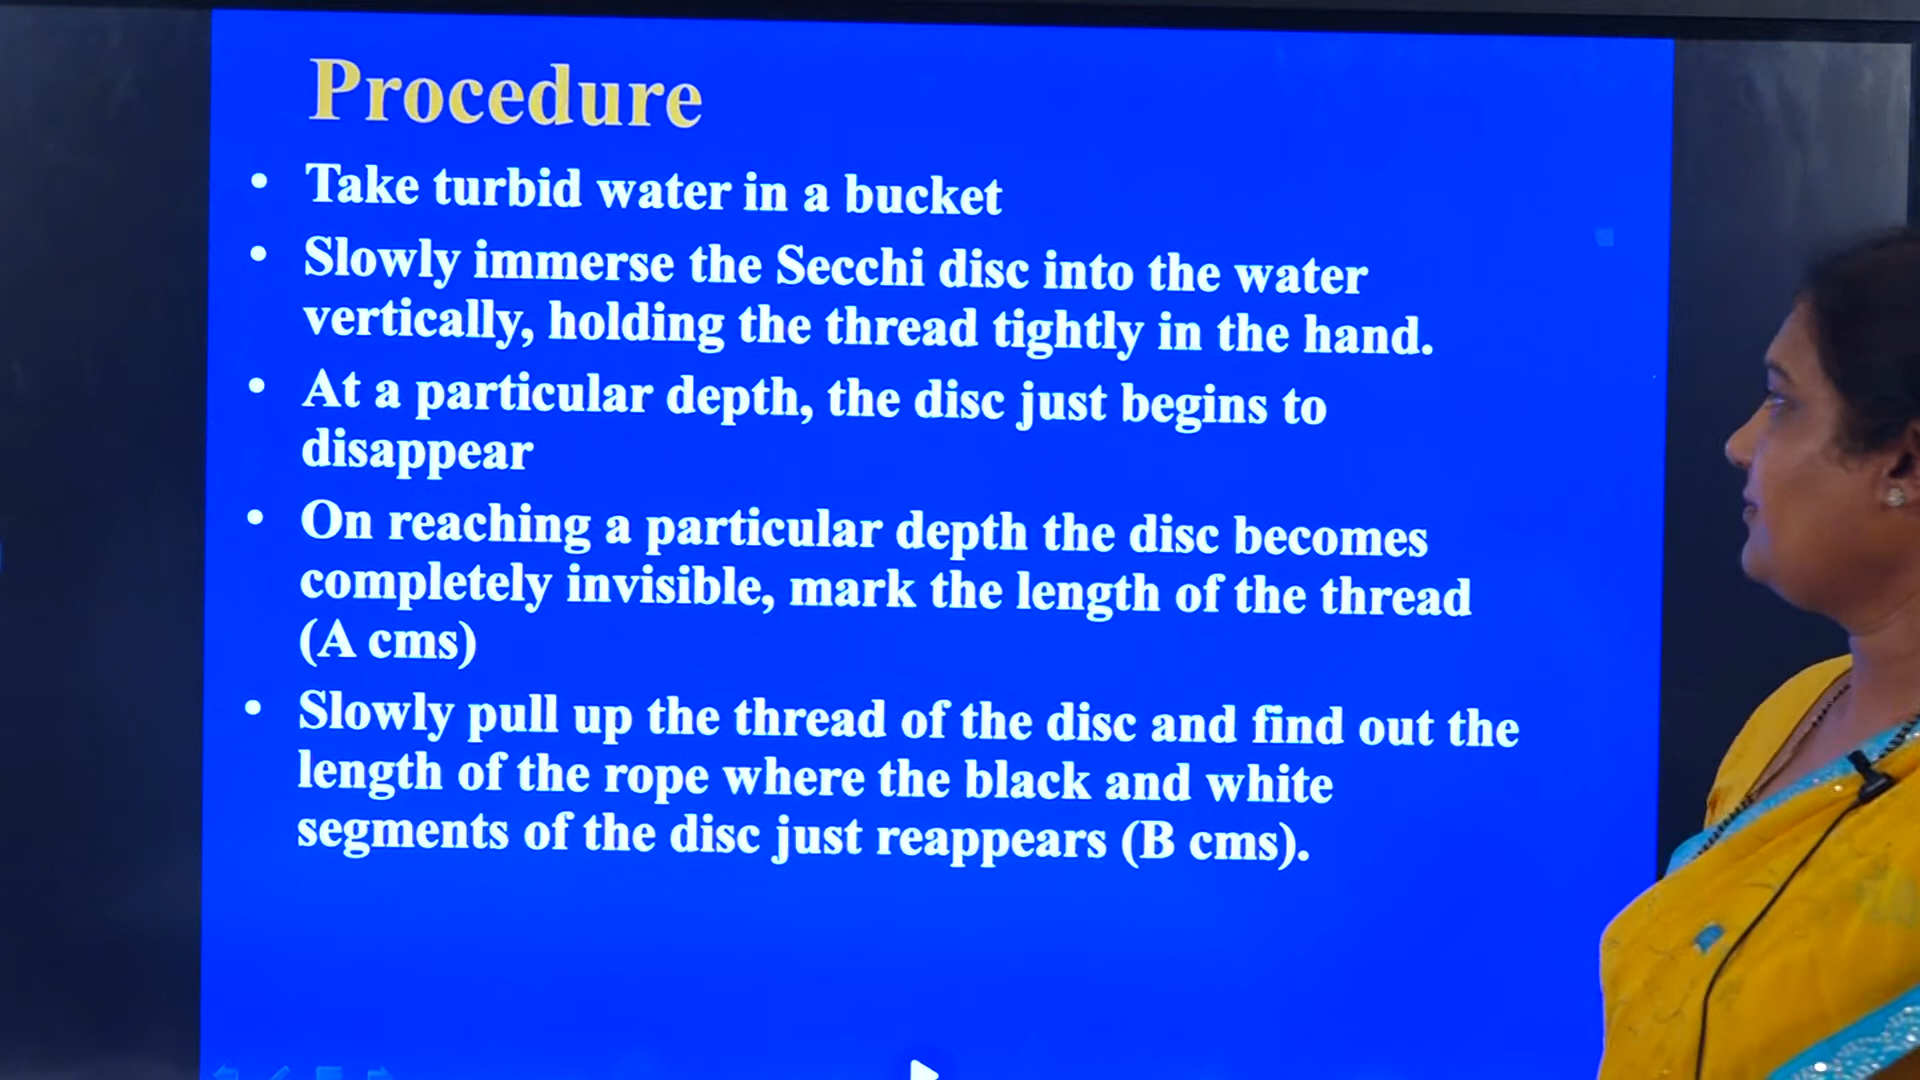 Procedure
• Take turbid water in a bucket
• Slowly immerse the Secchi disc into the water
vertically, holding the thread tightly in the hand.
• At a particular depth, the disc just begins to
disappear
• On reaching a particular depth the disc becomes
completely invisible, mark the length of the thread
(A cms)
• Slowly pull up the thread of the disc and find out the
length of the rope where the black and white
segments of the disc just reappears (B cms).